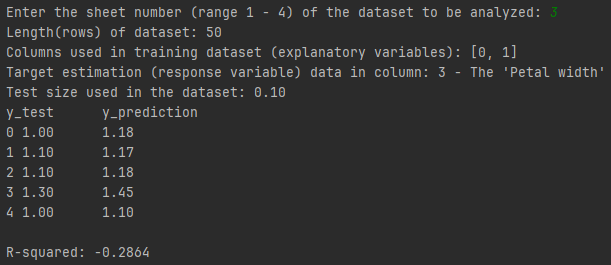 Enter the sheet number (range 1 - 4) of the dataset to be analyzed: 3
Length(rows) of dataset: 50
Columns used in training dataset (explanatory variables): [0, 1]
Target estimation (response variable) data in column: 3 - The 'Petal width'
Test size used in the dataset: 0.10
y_test y_prediction
0 1.00 1.18
1 1.10 1.17
2 1.10 1.18
3 1.30 1.45
4 1.00 1.10
R-squared: -0.2864